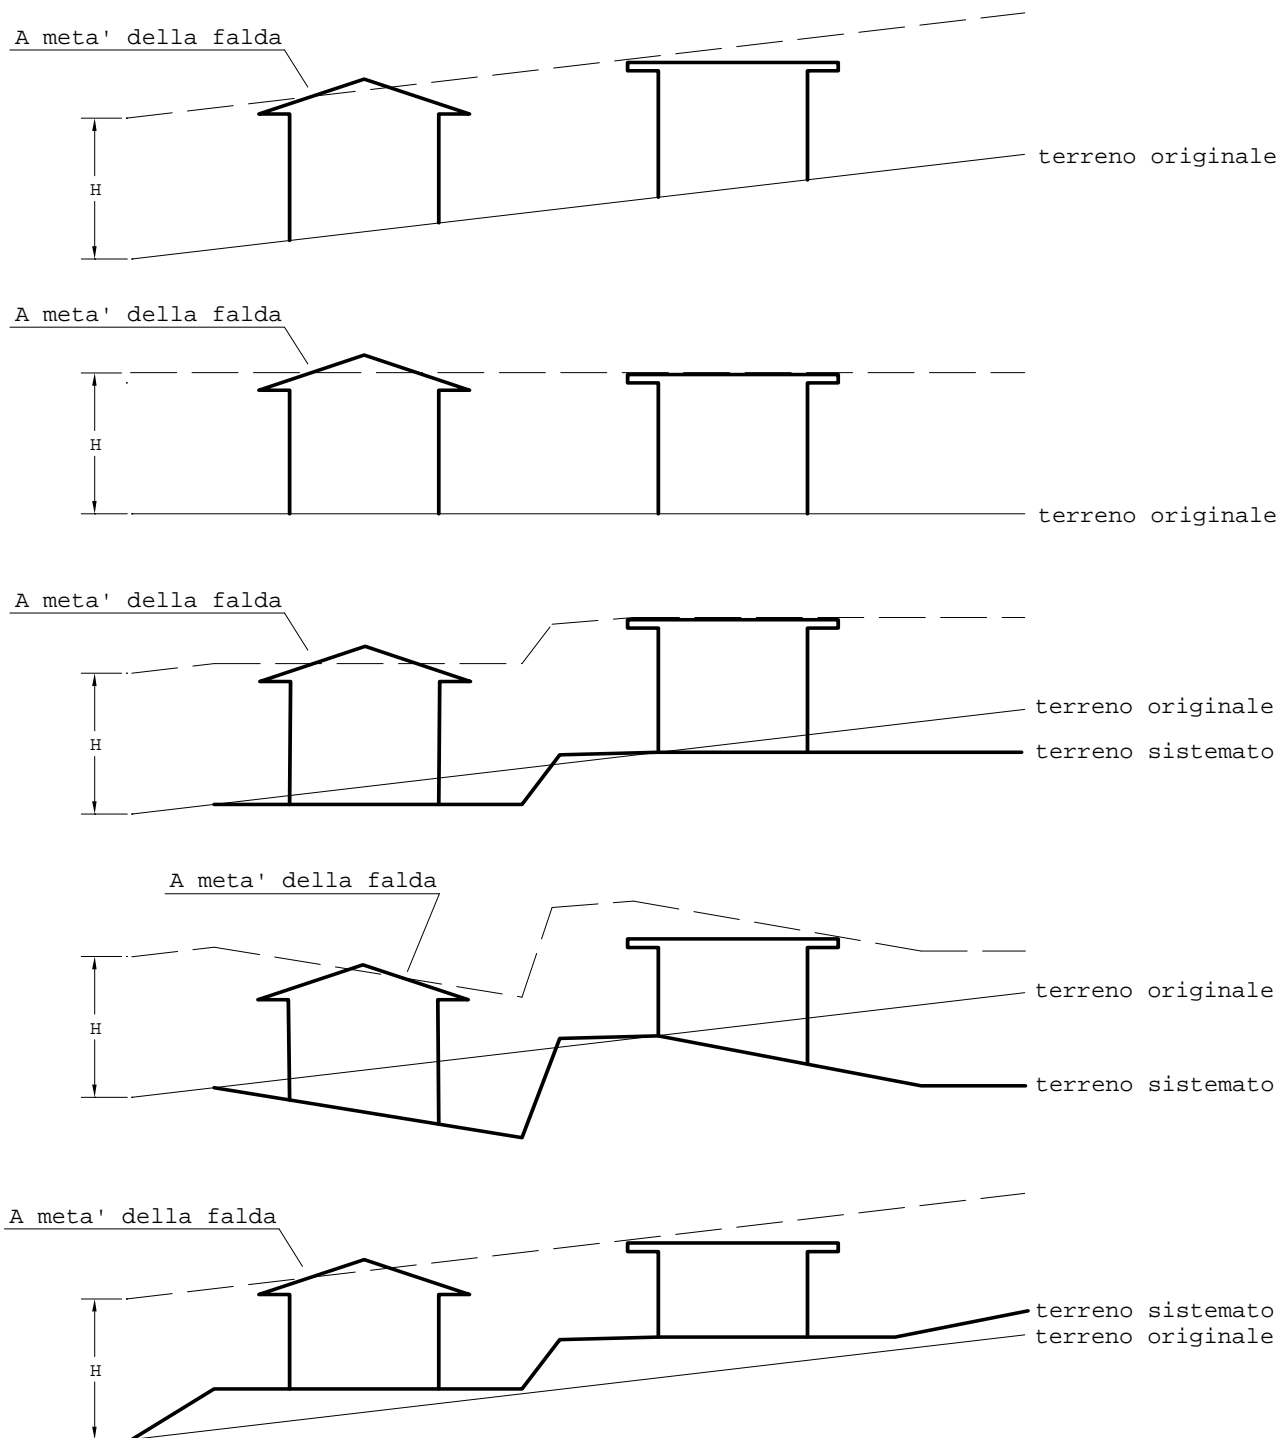 A meta' della falda
H
terreno originale
A meta' della falda
H
terreno originale
A meta' della falda
H
terreno originale
terreno sistemato
A meta' della falda
H
terreno originale
terreno sistemato
A meta' della falda
H
terreno sistemato
terreno originale